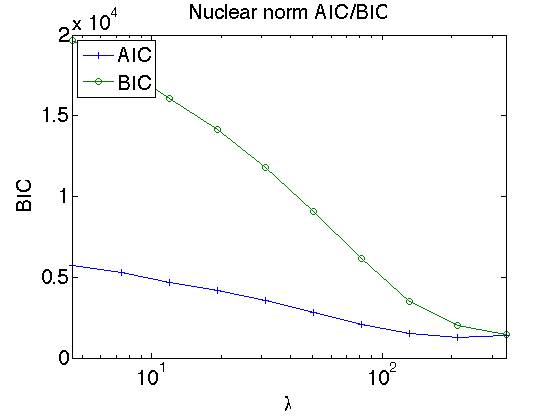 Nuclear norm AIC/BIC
2 x 10^4
AIC
BIC
1.5
1
0.5
0
BIC
10^1
10^2
λ